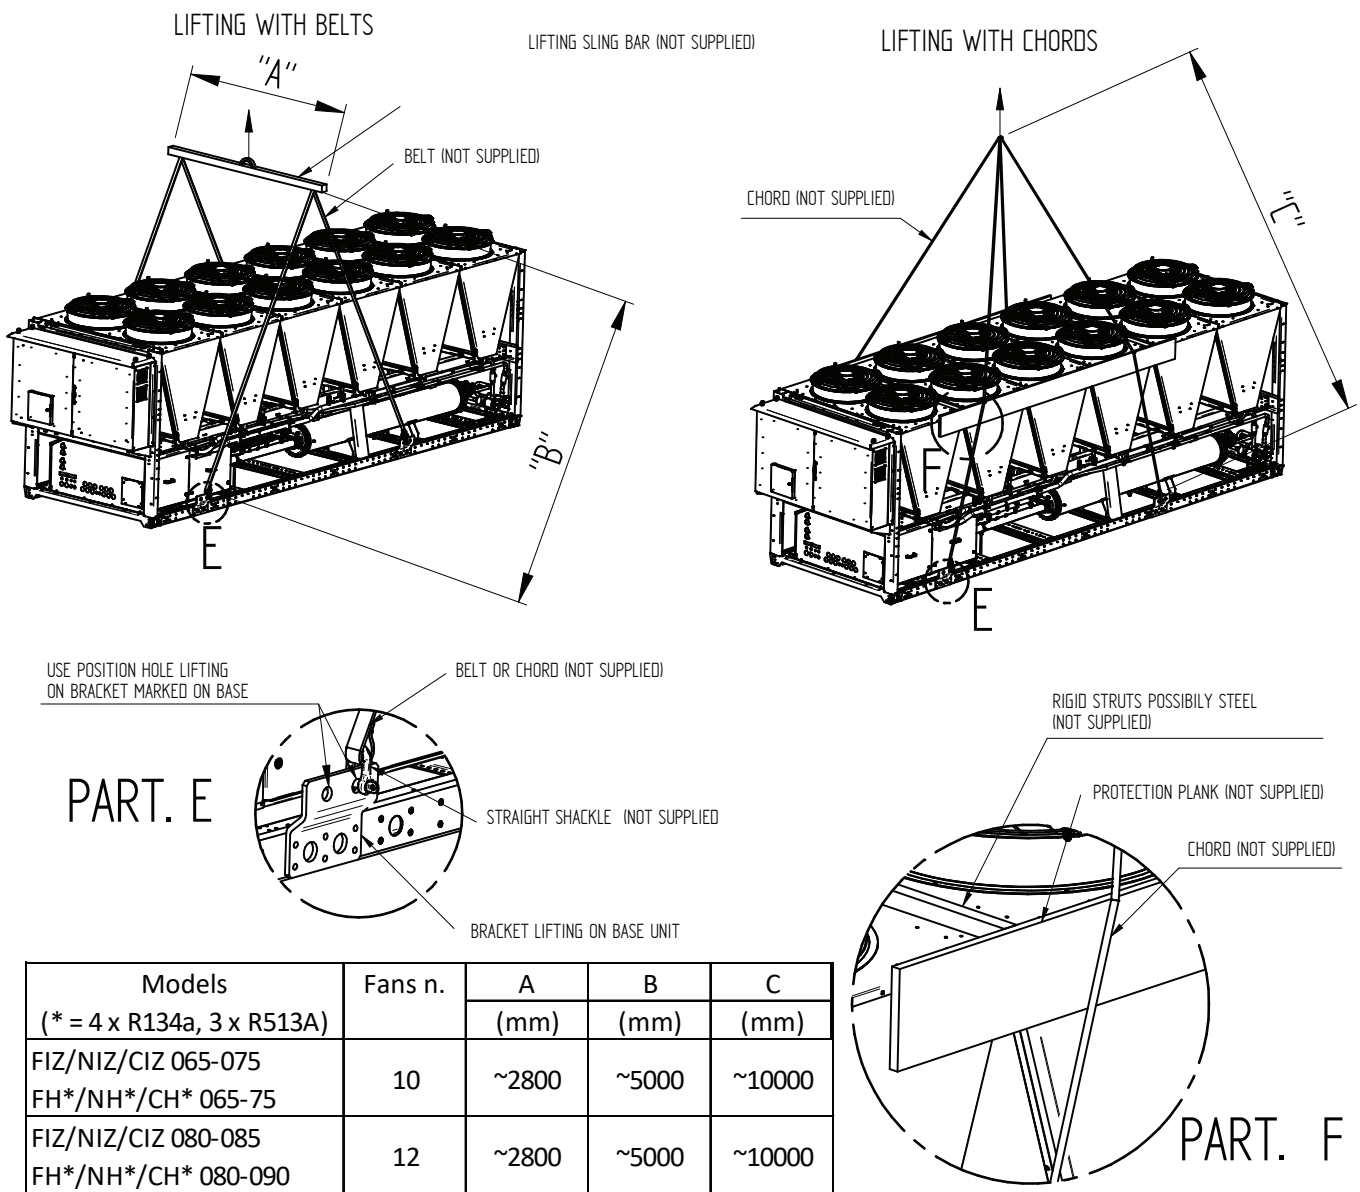 LIFTING WITH BELTS
LIFTING SLING BAR (NOT SUPPLIED)
LIFTING WITH CHORDS
"A"
BELT (NOT SUPPLIED)
CHORD (NOT SUPPLIED)
"C"
"B"
E
F
E
USE POSITION HOLE LIFTING
ON BRACKET MARKED ON BASE
BELT OR CHORD (NOT SUPPLIED)
PART. E
STRAIGHT SHACKLE (NOT SUPPLIED
BRACKET LIFTING ON BASE UNIT
RIGID STRUTS POSSIBILY STEEL
(NOT SUPPLIED)
PROTECTION PLANK (NOT SUPPLIED)
CHORD (NOT SUPPLIED)
PART. F
Models Fans n. A B C
(* = 4 x R134a, 3 x R513A) (mm) (mm) (mm)
FIZ/NIZ/CIZ 065-075
FH*/NH*/CH* 065-75
10 ~2800 ~5000 ~10000
FIZ/NIZ/CIZ 080-085
FH*/NH*/CH* 080-090
12 ~2800 ~5000 ~10000